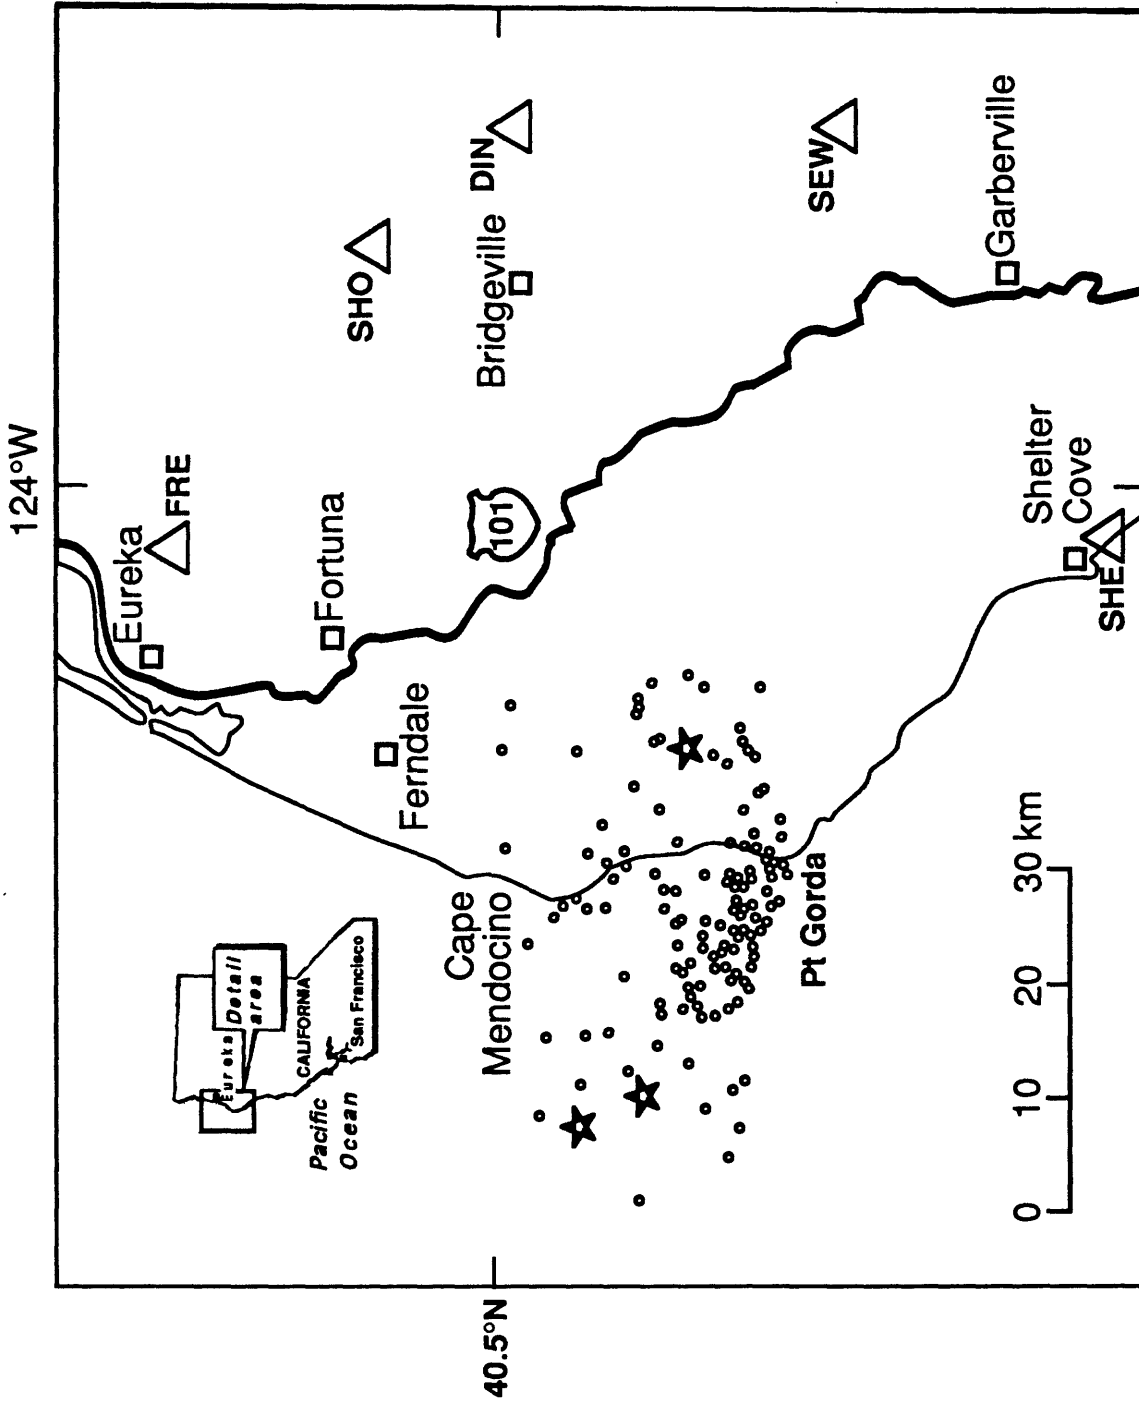 124°W
Eureka
FRE
Fortuna
SHO
Ferndale
101
Bridgeville
DIN
SEW
Garberville
Shelter
Cove
SHE
Cape
Mendocino
Pt Gorda
40.5°N
Eureka
Detail
area
CALIFORNIA
San Francisco
Pacific
Ocean
0
10
20
30 km